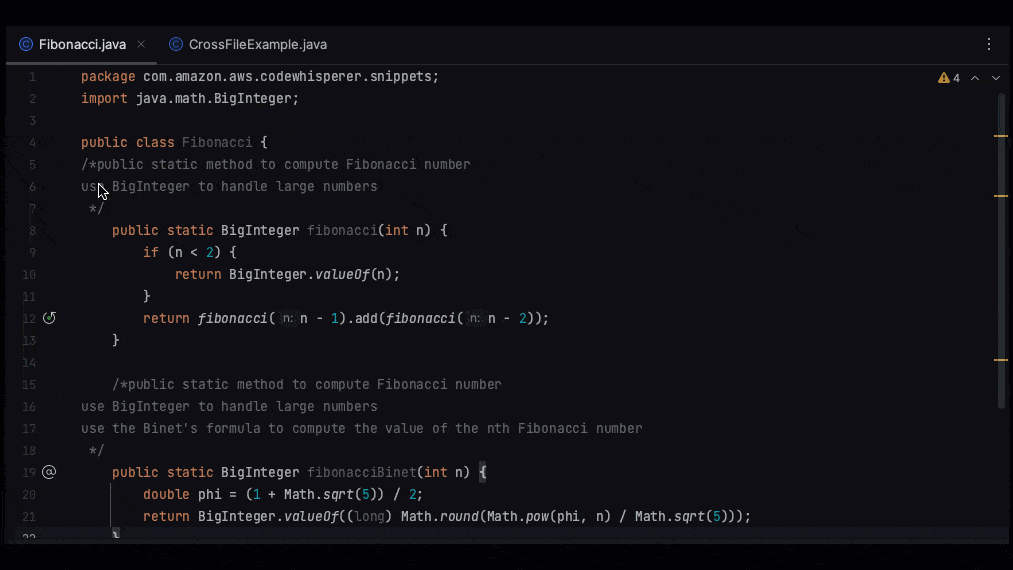 Fibonacci.java
CrossFileExample.java
4
1 package com.amazon.aws.codewhisperer.snippets;
2 import java.math.BigInteger;
3
4 public class Fibonacci {
5 /*public static method to compute Fibonacci number
6 use BigInteger to handle large numbers
7 */
8 public static BigInteger fibonacci(int n) {
9 if (n < 2) {
10 return BigInteger.valueOf(n);
11 }
12 return fibonacci( n: n - 1).add(fibonacci( n: n - 2));
13 }
14
15 /*public static method to compute Fibonacci number
16 use BigInteger to handle large numbers
17 use the Binet's formula to compute the value of the nth Fibonacci number
18 */
19 public static BigInteger fibonacciBinet(int n) {
20 double phi = (1 + Math.sqrt(5)) / 2;
21 return BigInteger.valueOf((long) Math.round(Math.pow(phi, n) / Math.sqrt(5)));
22 }